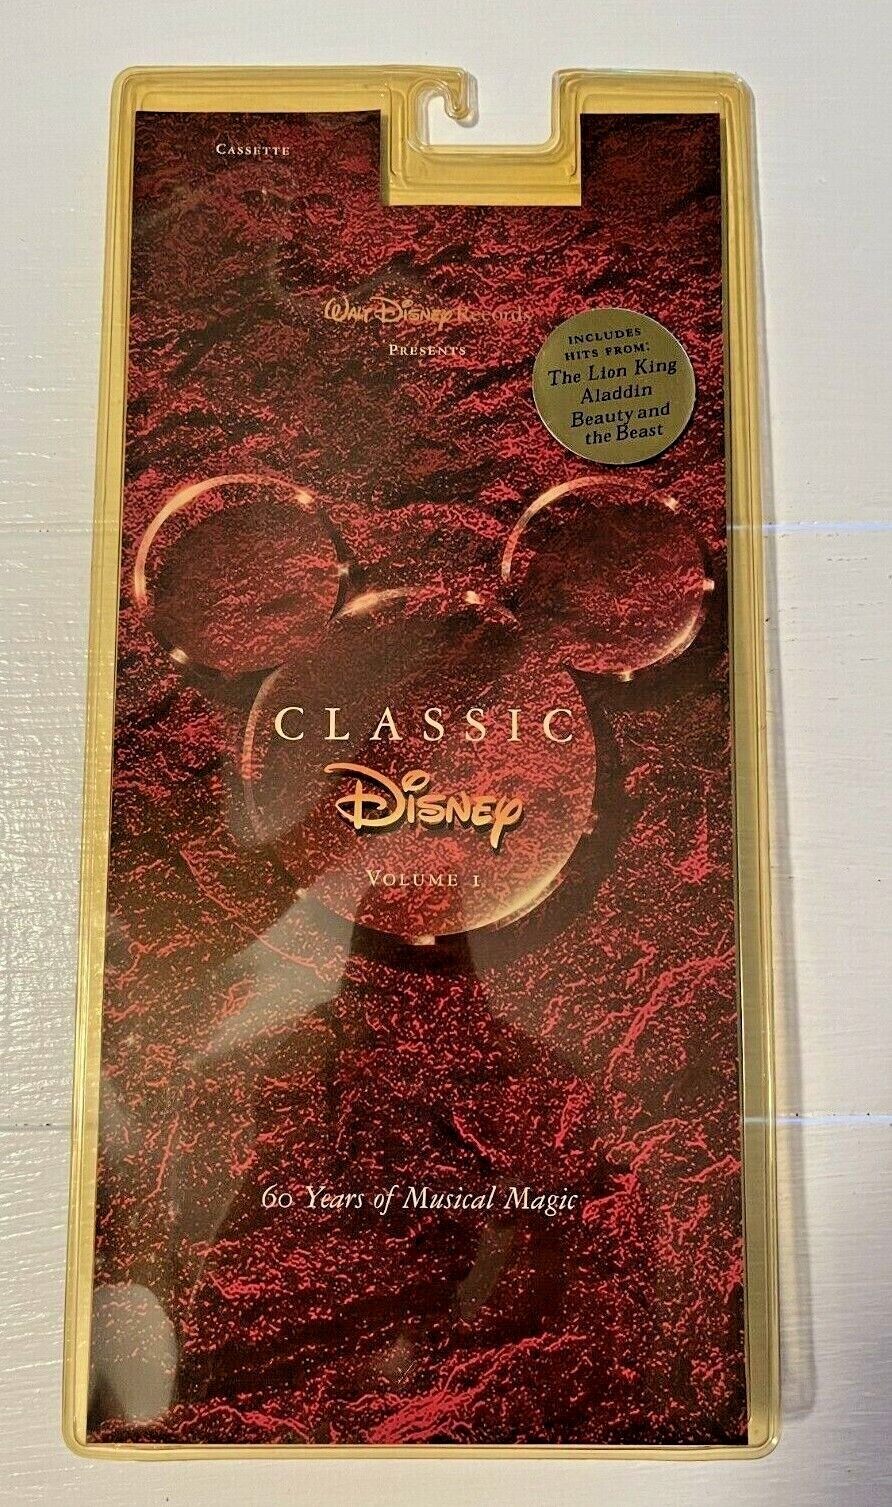 CASSETTE
WALT DISNEY Records
PRESENTS
INCLUDES
HITS FROM:
The Lion King
Aladdin
Beauty and
the Beast
CLASSIC
Disney
VOLUME I
60 Years of Musical Magic